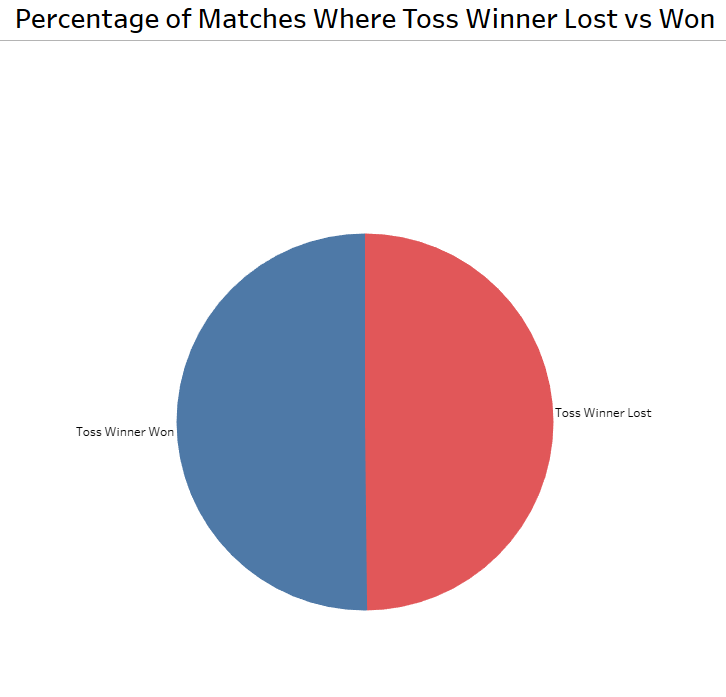 Percentage of Matches Where Toss Winner Lost vs Won
Toss Winner Lost
Toss Winner Won